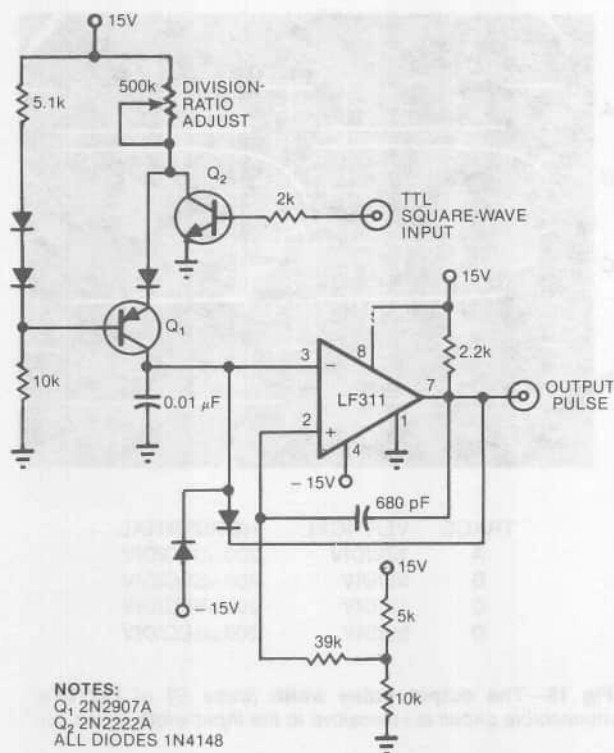 15V
5.1k
500k
DIVISION-
RATIO
ADJUST
Q2
2k
TTL
SQUARE-WAVE
INPUT
Q1
15V
10k
0.01 µF
3
−
8
2.2k
LF311
7
OUTPUT
PULSE
2
+
4
1
− 15V
680 pF
− 15V
15V
5k
39k
10k
NOTES:
Q1 2N2907A
Q2 2N2222A
ALL DIODES 1N4148